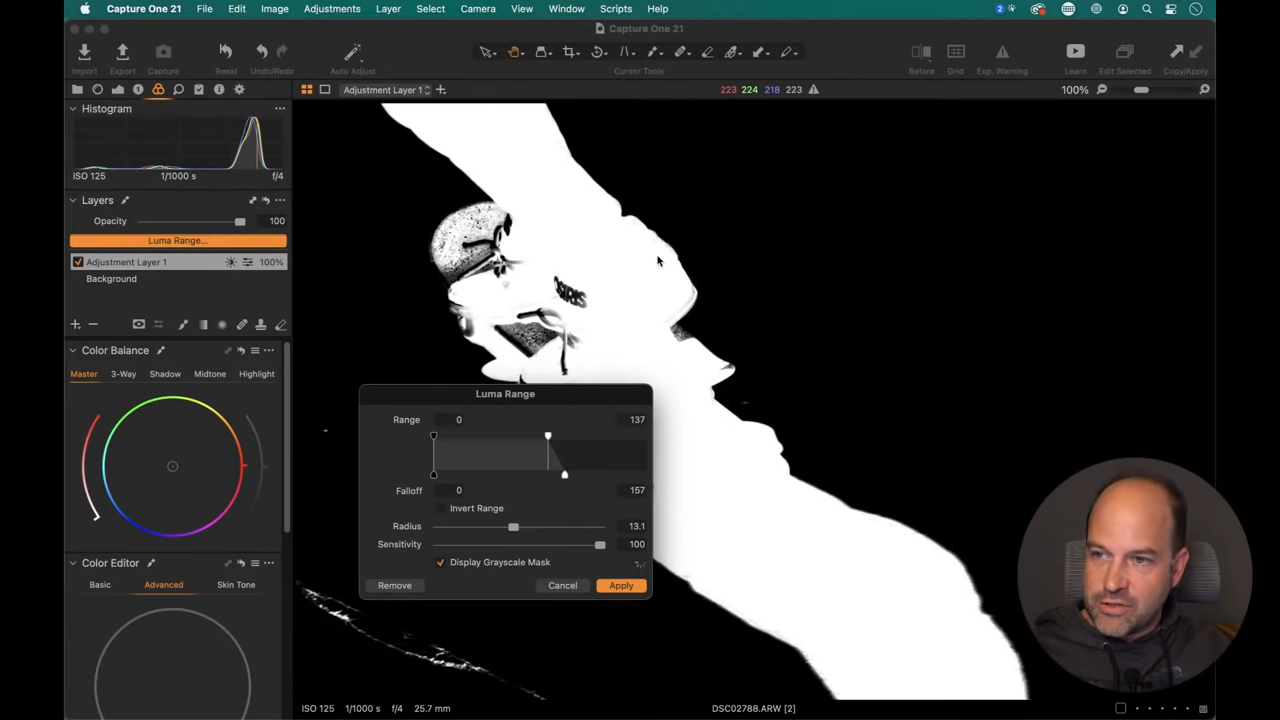 Capture One 21 File Edit Image Adjustments Layer Select Camera View Window Scripts Help 2
Capture One 21
Import Export Capture Reset Undo/Redo Auto Adjust Cursor Tools Before Grid Exp. Warning Learn Edit Selected Copy/Apply
Adjustment Layer 1 223 224 218 223 100%
Histogram
ISO 125 1/1000 s f/4
Layers
Opacity 100
Luma Range...
Adjustment Layer 1 100%
Background
Color Balance
Master 3-Way Shadow Midtone Highlight
Color Editor
Basic Advanced Skin Tone
OSIRIS
Luma Range
Range 0 137
Falloff 0 157
Invert Range
Radius 13.1
Sensitivity 100
Display Grayscale Mask
Remove Cancel Apply
ISO 125 1/1000 s f/4 25.7 mm DSC02788.ARW [2]